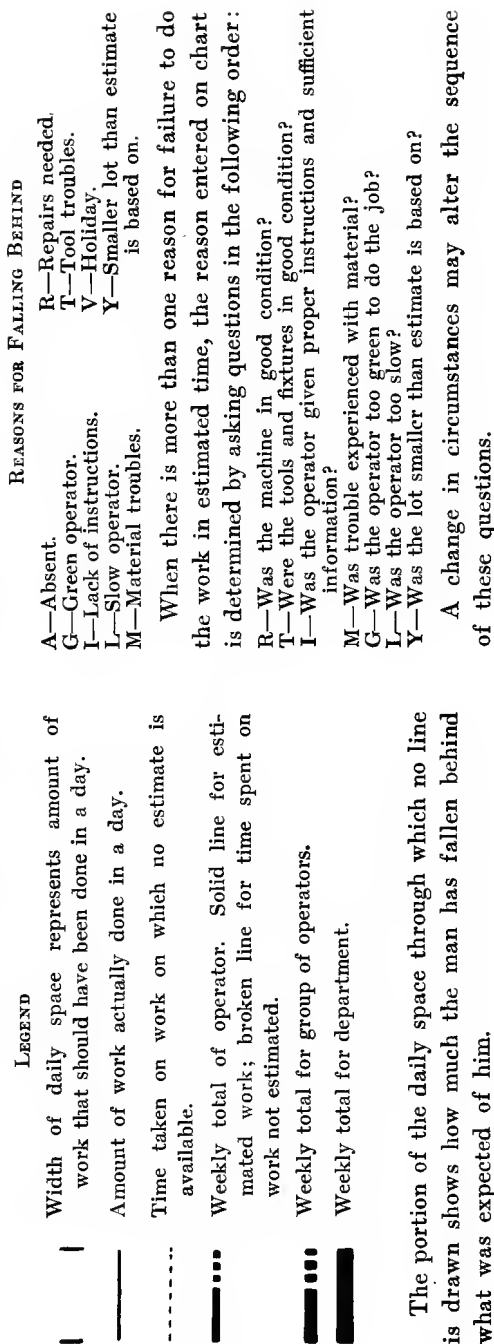 LEGEND
Width of daily space represents amount of
work that should have been done in a day.
Amount of work actually done in a day.
Time taken on work on which no estimate is
available.
Weekly total of operator. Solid line for esti-
mated work; broken line for time spent on
work not estimated.
Weekly total for group of operators.
Weekly total for department.
The portion of the daily space through which no line
is drawn shows how much the man has fallen behind
what was expected of him.
REASONS FOR FALLING BEHIND
A—Absent.
G—Green operator.
I—Lack of instructions.
L—Slow operator.
M—Material troubles.
R—Repairs needed.
T—Tool troubles.
V—Holiday.
Y—Smaller lot than estimate
is based on.
When there is more than one reason for failure to do
the work in estimated time, the reason entered on chart
is determined by asking questions in the following order:
R—Was the machine in good condition?
T—Were the tools and fixtures in good condition?
I—Was the operator given proper instructions and sufficient
information?
M—Was trouble experienced with material?
G—Was the operator too green to do the job?
L—Was the operator too slow?
Y—Was the lot smaller than estimate is based on?
A change in circumstances may alter the sequence
of these questions.